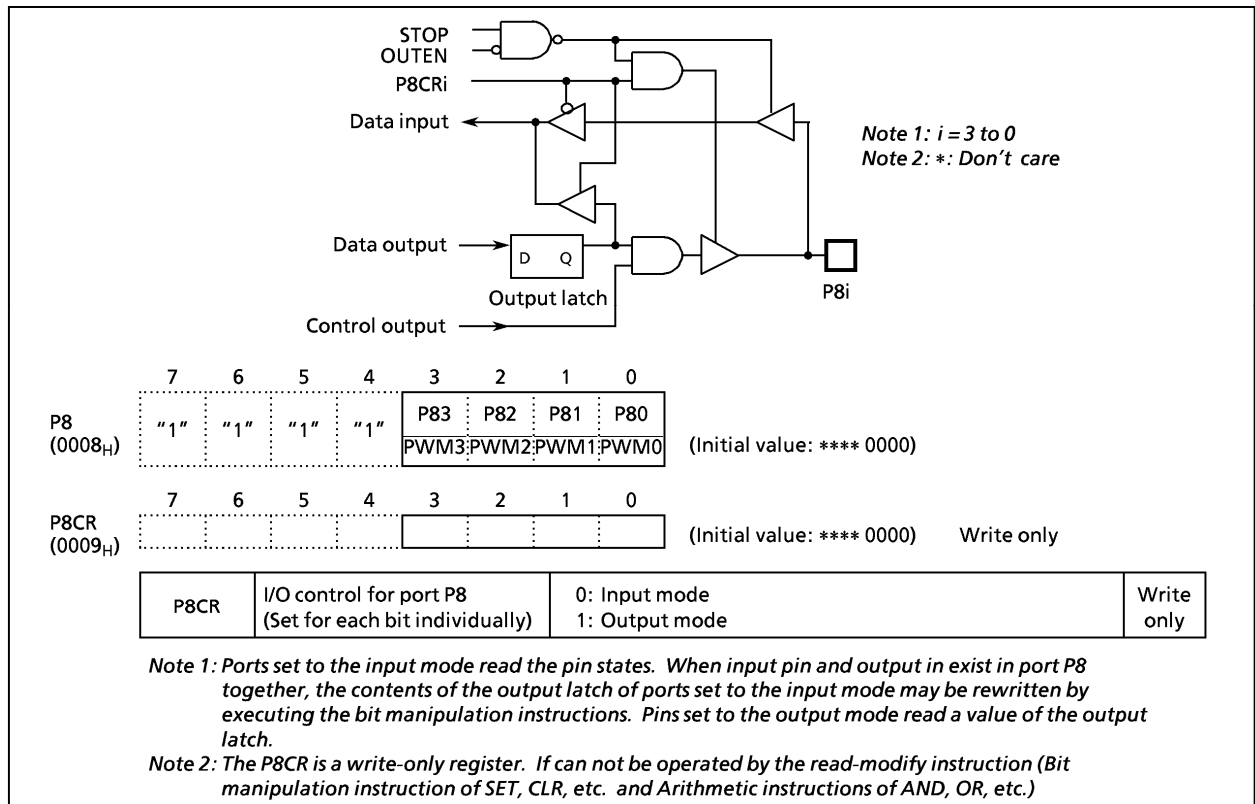 STOP
OUTEN
P8CRi
Data input
Note 1: i = 3 to 0
Note 2: *: Don't care
Data output
D Q
Output latch
P8i
Control output
7 6 5 4 3 2 1 0
P8
(0008H)
"1" "1" "1" "1" P83 P82 P81 P80
PWM3 PWM2 PWM1 PWM0
(Initial value: **** 0000)
7 6 5 4 3 2 1 0
P8CR
(0009H)
(Initial value: **** 0000) Write only
P8CR
I/O control for port P8
(Set for each bit individually)
0: Input mode
1: Output mode
Write
only
Note 1: Ports set to the input mode read the pin states. When input pin and output in exist in port P8
together, the contents of the output latch of ports set to the input mode may be rewritten by
executing the bit manipulation instructions. Pins set to the output mode read a value of the output
latch.
Note 2: The P8CR is a write-only register. If can not be operated by the read-modify instruction (Bit
manipulation instruction of SET, CLR, etc. and Arithmetic instructions of AND, OR, etc.)